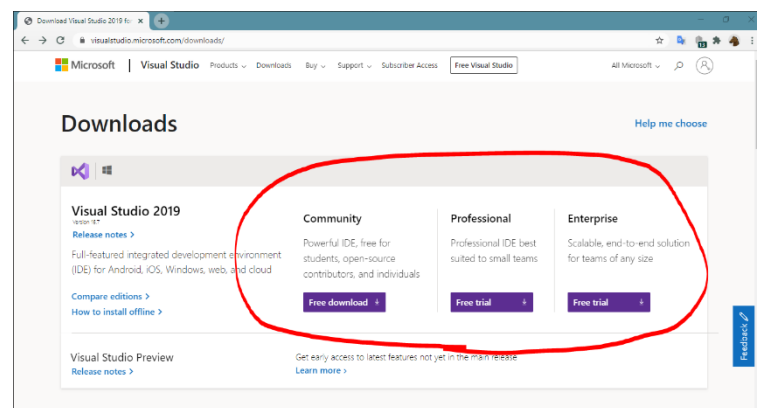 Download Visual Studio 2019 for
visualstudio.microsoft.com/downloads/
13
Microsoft | Visual Studio Products Downloads Buy Support Subscriber Access Free Visual Studio All Microsoft
Downloads
Help me choose
Visual Studio 2019
Release notes >
Full-featured integrated development environment
(IDE) for Android, iOS, Windows, web, and cloud
Compare editions >
How to install offline >
Community
Powerful IDE, free for
students, open-source
contributors, and individuals
Free download
Professional
Professional IDE best
suited to small teams
Free trial
Enterprise
Scalable, end-to-end solution
for teams of any size
Free trial
Visual Studio Preview
Release notes >
Get early access to latest features not yet in the main release
Learn more >
Feedback